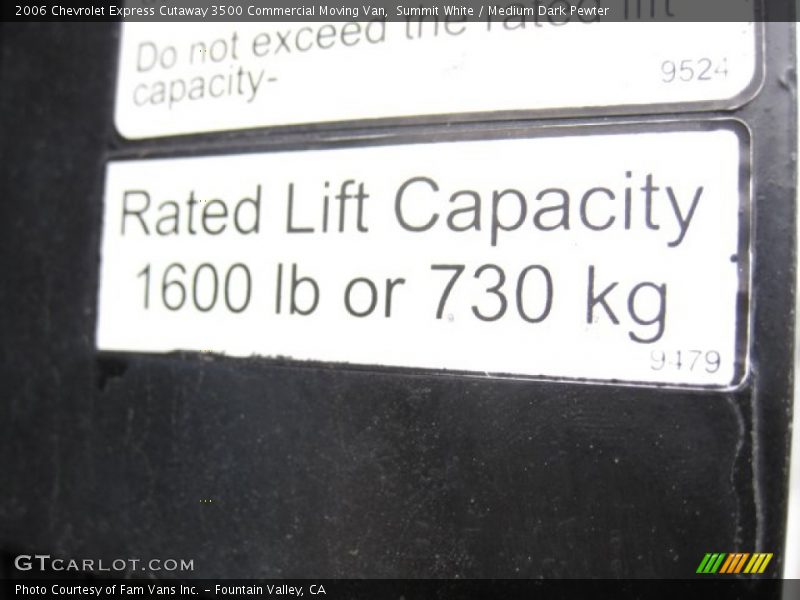 2006 Chevrolet Express Cutaway 3500 Commercial Moving Van, Summit White / Medium Dark Pewter
Do not exceed the rated lift
capacity-
9524
Rated Lift Capacity
1600 lb or 730 kg
9479
GTCARLOT.COM
Photo Courtesy of Fam Vans Inc. - Fountain Valley, CA